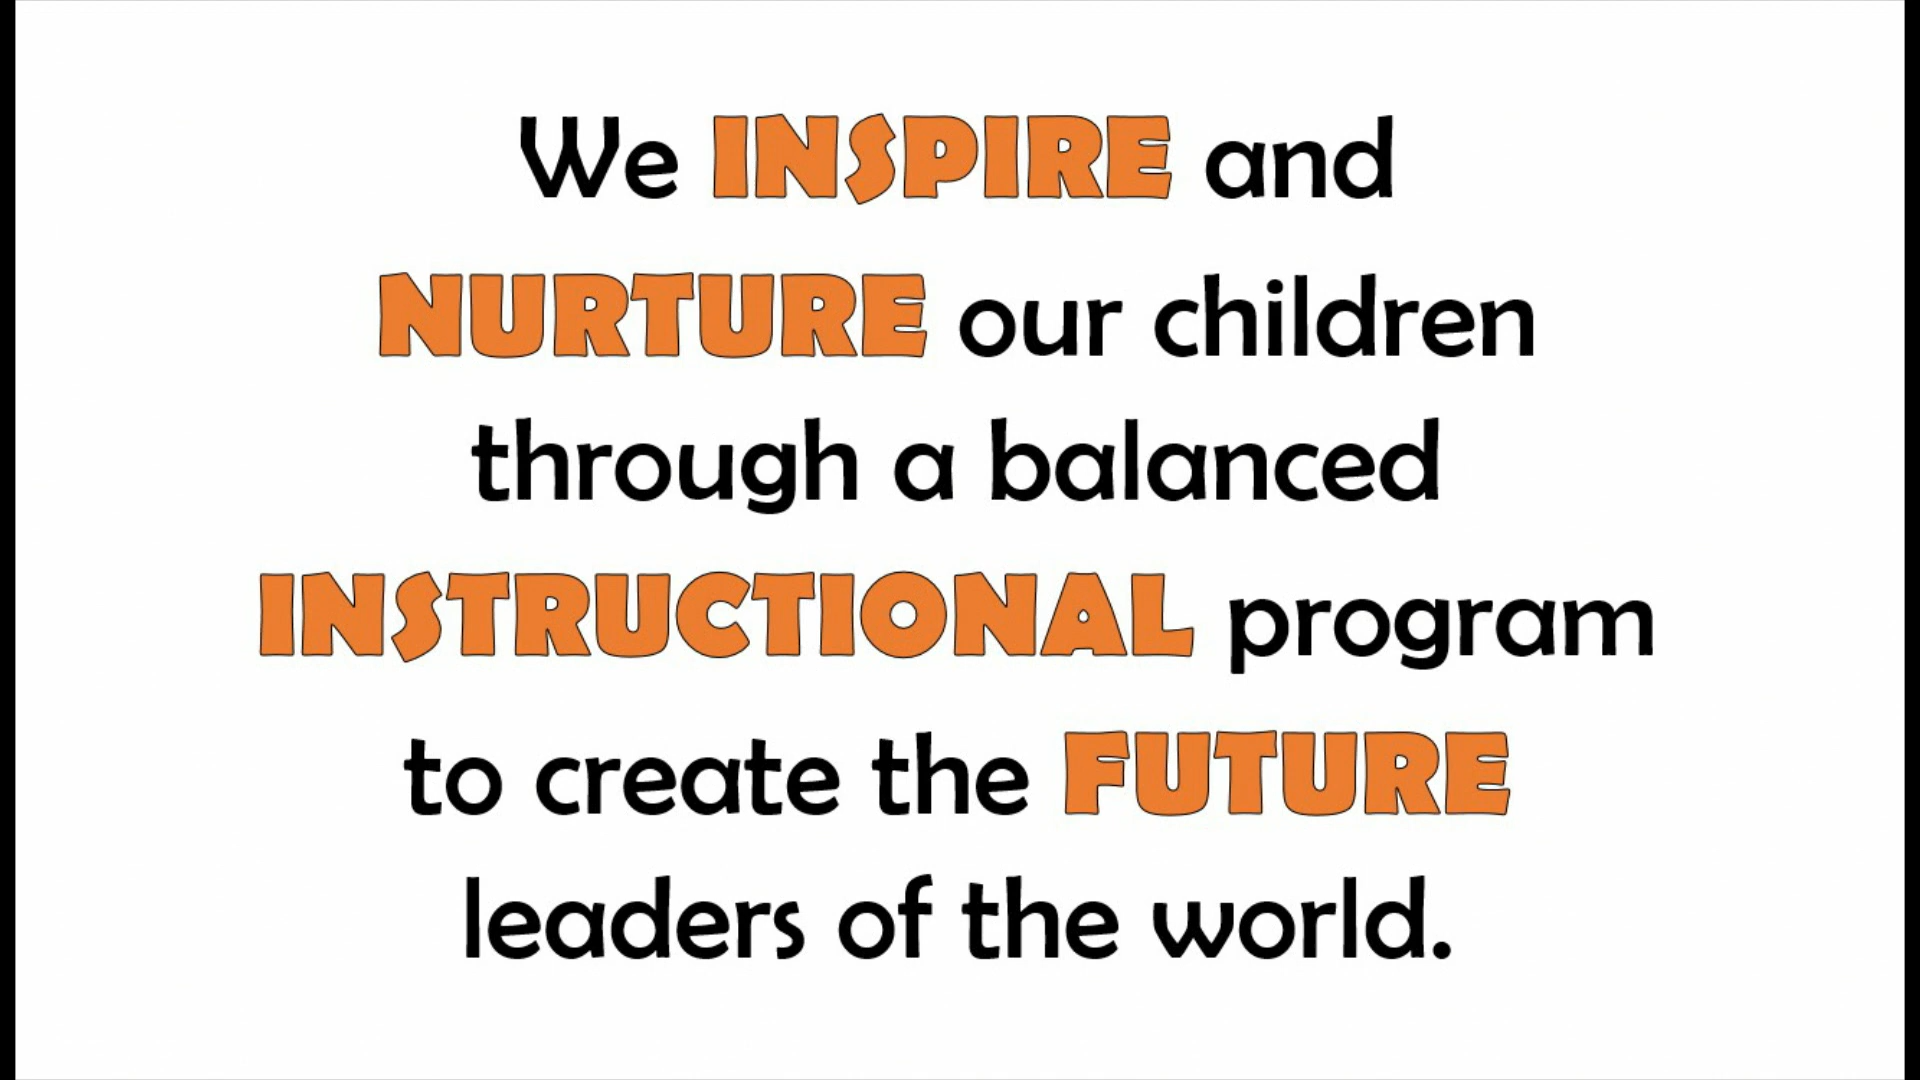 We INSPIRE and
NURTURE our children
through a balanced
INSTRUCTIONAL program
to create the FUTURE
leaders of the world.